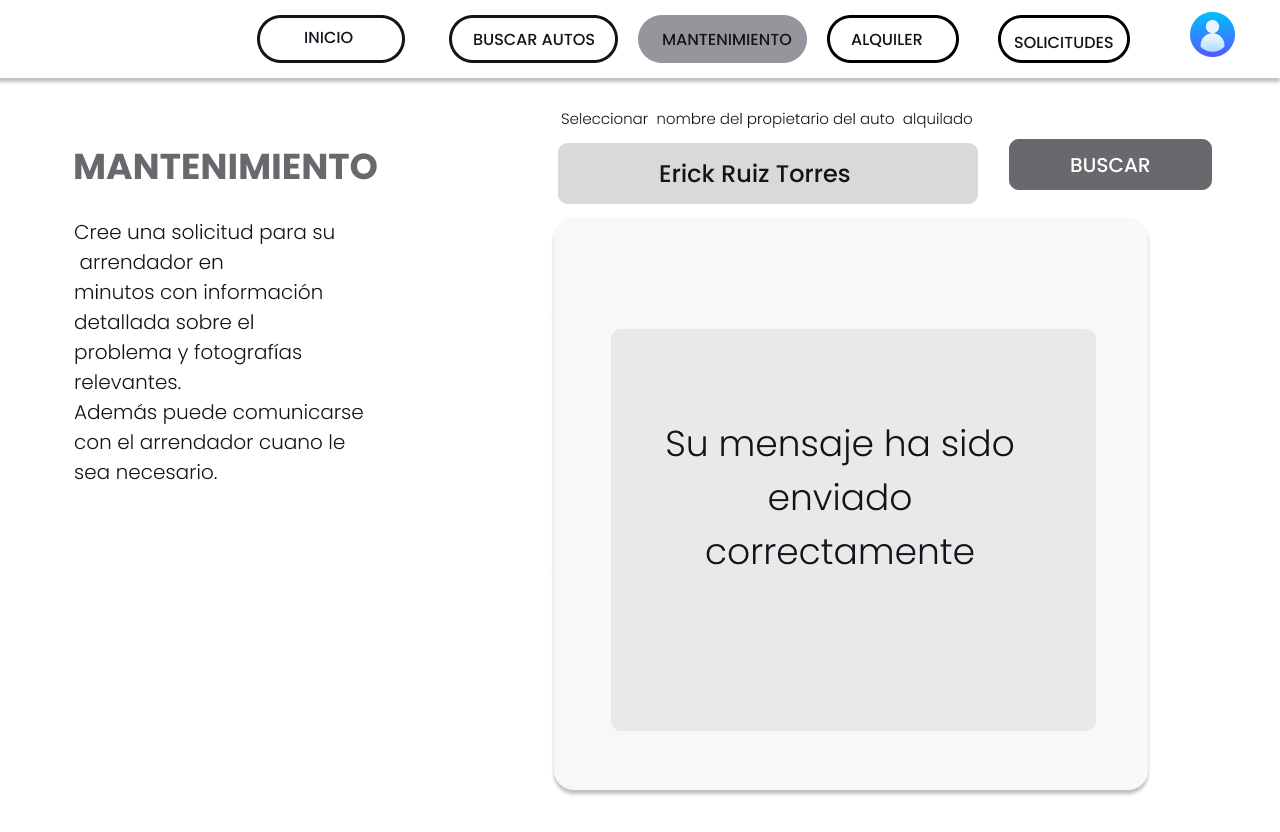 INICIO
BUSCAR AUTOS
MANTENIMIENTO
ALQUILER
SOLICITUDES
Seleccionar nombre del propietario del auto alquilado
MANTENIMIENTO
Erick Ruiz Torres
BUSCAR
Cree una solicitud para su
arrendador en
minutos con información
detallada sobre el
problema y fotografías
relevantes.
Además puede comunicarse
con el arrendador cuano le
sea necesario.
Su mensaje ha sido
enviado
correctamente